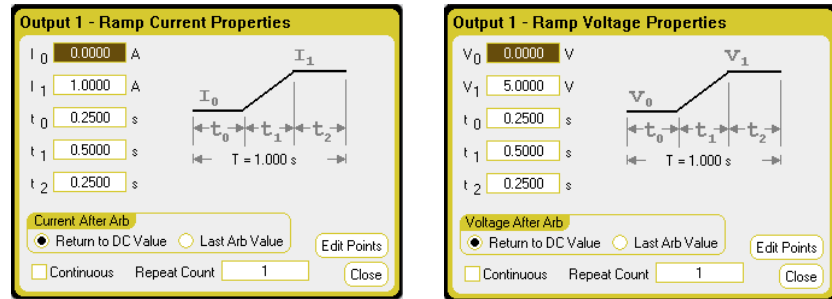 Output 1 - Ramp Current Properties
I 0 0.0000 A
I 1 1.0000 A
t 0 0.2500 s
t 1 0.5000 s
t 2 0.2500 s
I0
I1
t0 t1 t2
T = 1.000 s
Current After Arb
Return to DC Value Last Arb Value
Edit Points
Continuous Repeat Count 1
Close
Output 1 - Ramp Voltage Properties
V0 0.0000 V
V1 5.0000 V
t 0 0.2500 s
t 1 0.5000 s
t 2 0.2500 s
V0
V1
t0 t1 t2
T = 1.000 s
Voltage After Arb
Return to DC Value Last Arb Value
Edit Points
Continuous Repeat Count 1
Close